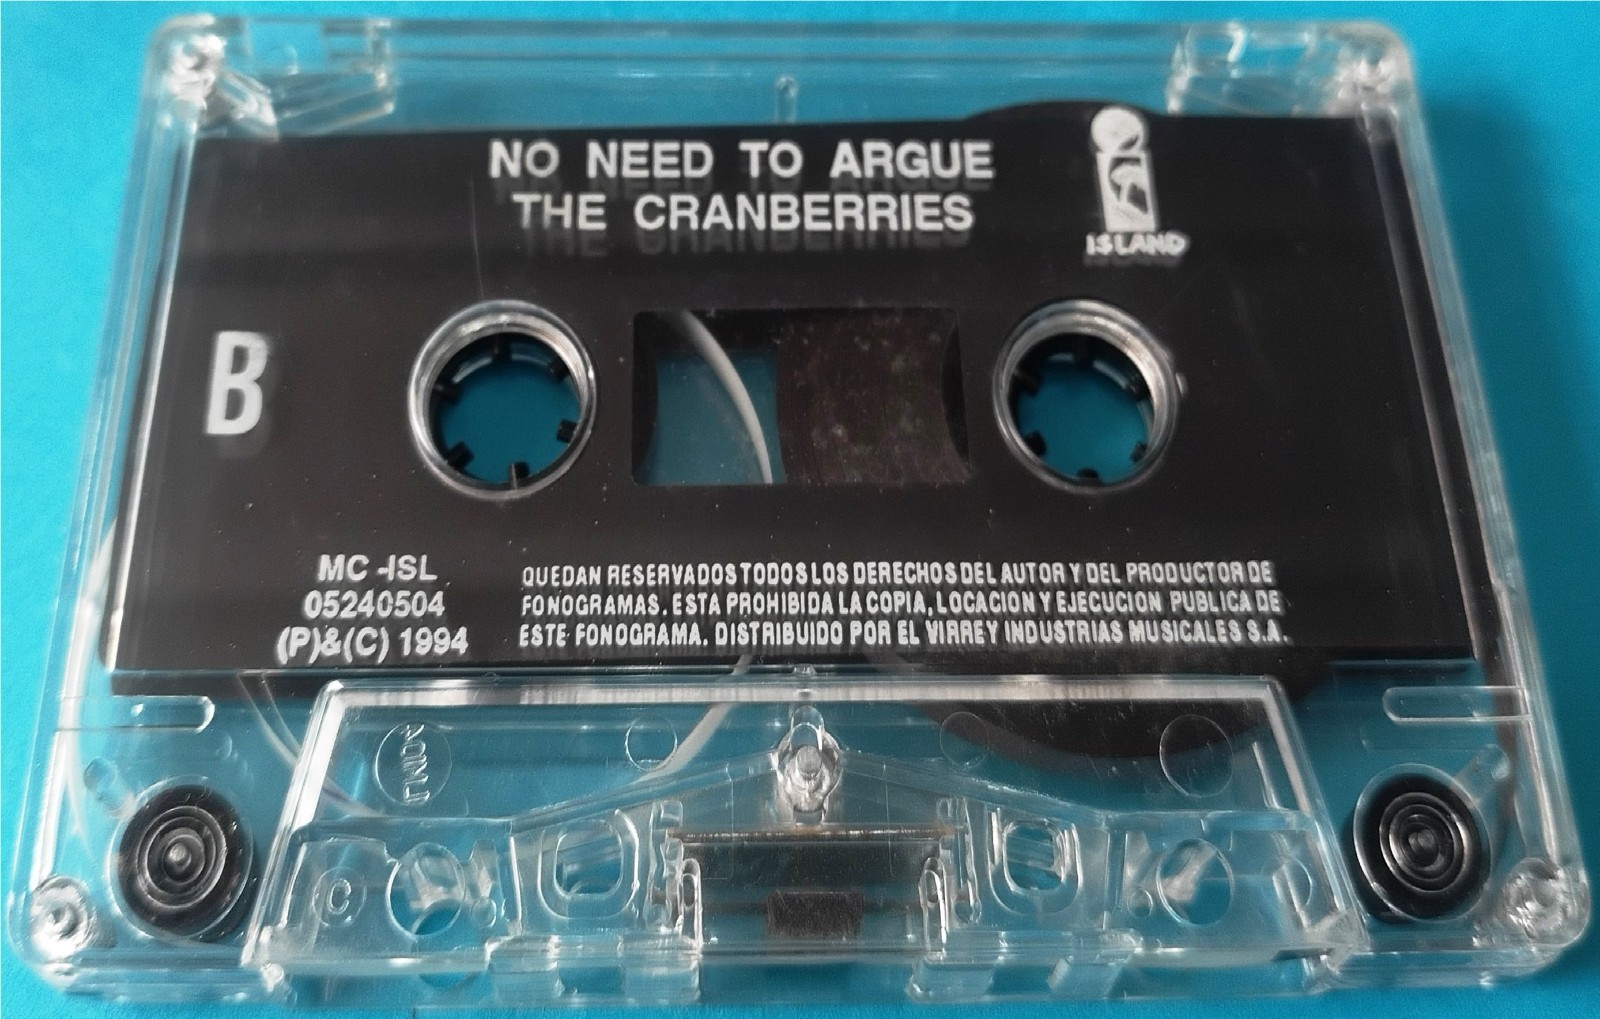 NO NEED TO ARGUE
THE CRANBERRIES
ISLAND
B
MC-ISL
05240504
(P)&(C) 1994
QUEDAN RESERVADOS TODOS LOS DERECHOS DEL AUTOR Y DEL PRODUCTOR DE
FONOGRAMAS. ESTA PROHIBIDA LA COPIA, LOCACION Y EJECUCION PUBLICA DE
ESTE FONOGRAMA. DISTRIBUIDO POR EL VIRREY INDUSTRIAS MUSICALES S.A.
C